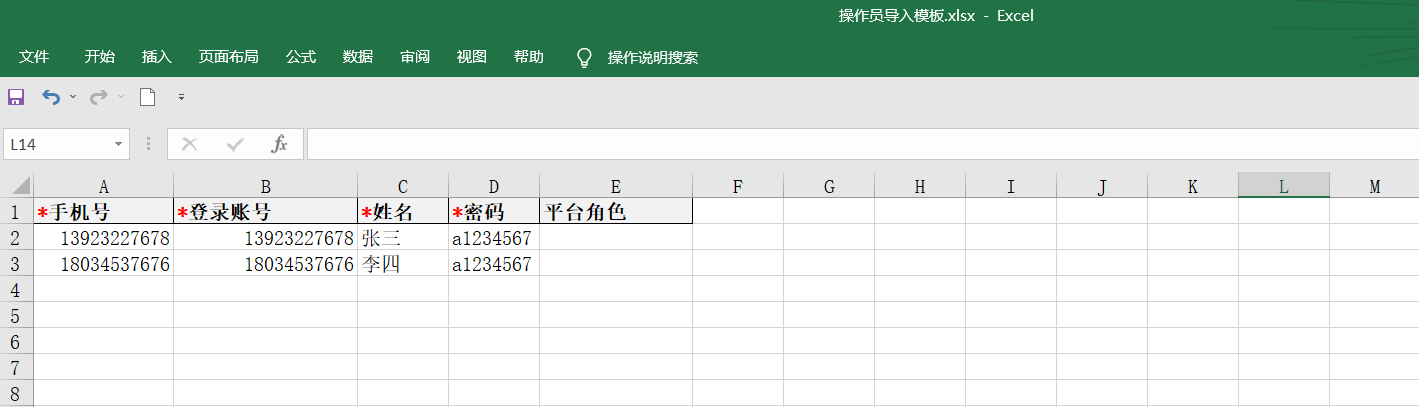 操作员导入模板.xlsx - Excel
文件 开始 插入 页面布局 公式 数据 审阅 视图 帮助 操作说明搜索
L14 fx
A B C D E F G H I J K L M
1 *手机号 *登录账号 *姓名 *密码 平台角色
2 13923227678 13923227678 张三 a1234567
3 18034537676 18034537676 李四 a1234567
4
5
6
7
8